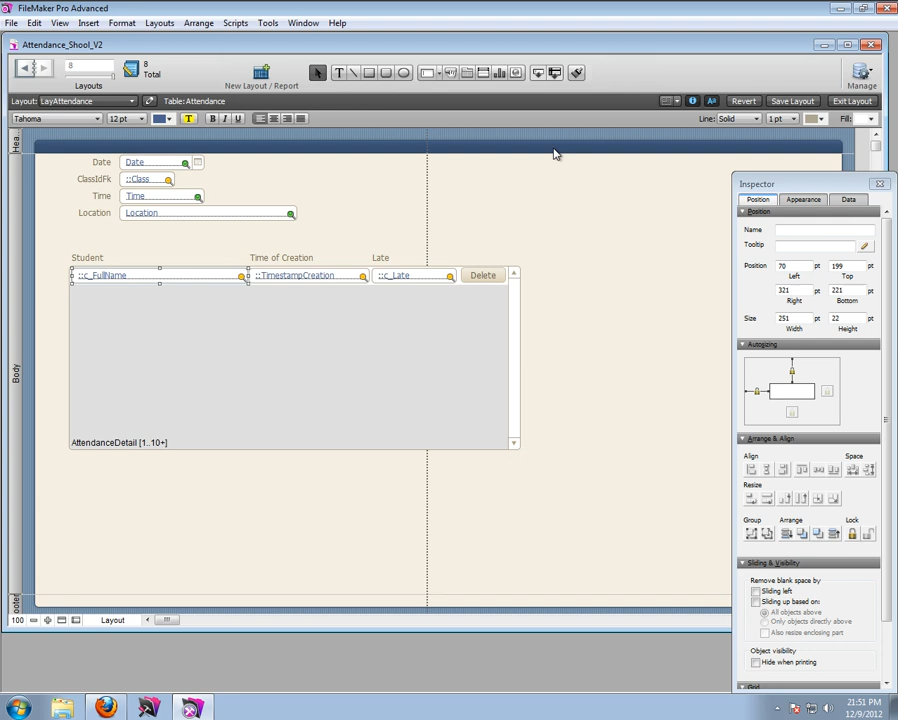 FileMaker Pro Advanced
File Edit View Insert Format Layouts Arrange Scripts Tools Window Help
Attendance_Shool_V2
8
8
Total
Layouts
New Layout / Report
Manage
Layout: LayAttendance
Table: Attendance
Revert
Save Layout
Exit Layout
Tahoma
12 pt
T
B I U
Line: Solid
1 pt
Fill:
Date
Date
ClassIdFk
::Class
Time
Time
Location
Location
Student
Time of Creation
Late
::c_FullName
::TimestampCreation
::c_Late
Delete
Body
AttendanceDetail [1..10+]
100
Layout
Inspector
Position
Appearance
Data
Position
Name
Tooltip
Position
70 pt
199 pt
Left
Top
321 pt
221 pt
Right
Bottom
Size
251 pt
22 pt
Width
Height
Autosizing
Arrange & Align
Align
Space
Resize
Group
Arrange
Lock
Sliding & Visibility
Remove blank space by
Sliding left
Sliding up based on:
All objects above
Only objects directly above
Also resize enclosing part
Object visibility
Hide when printing
Grid
21:51 PM
12/9/2012